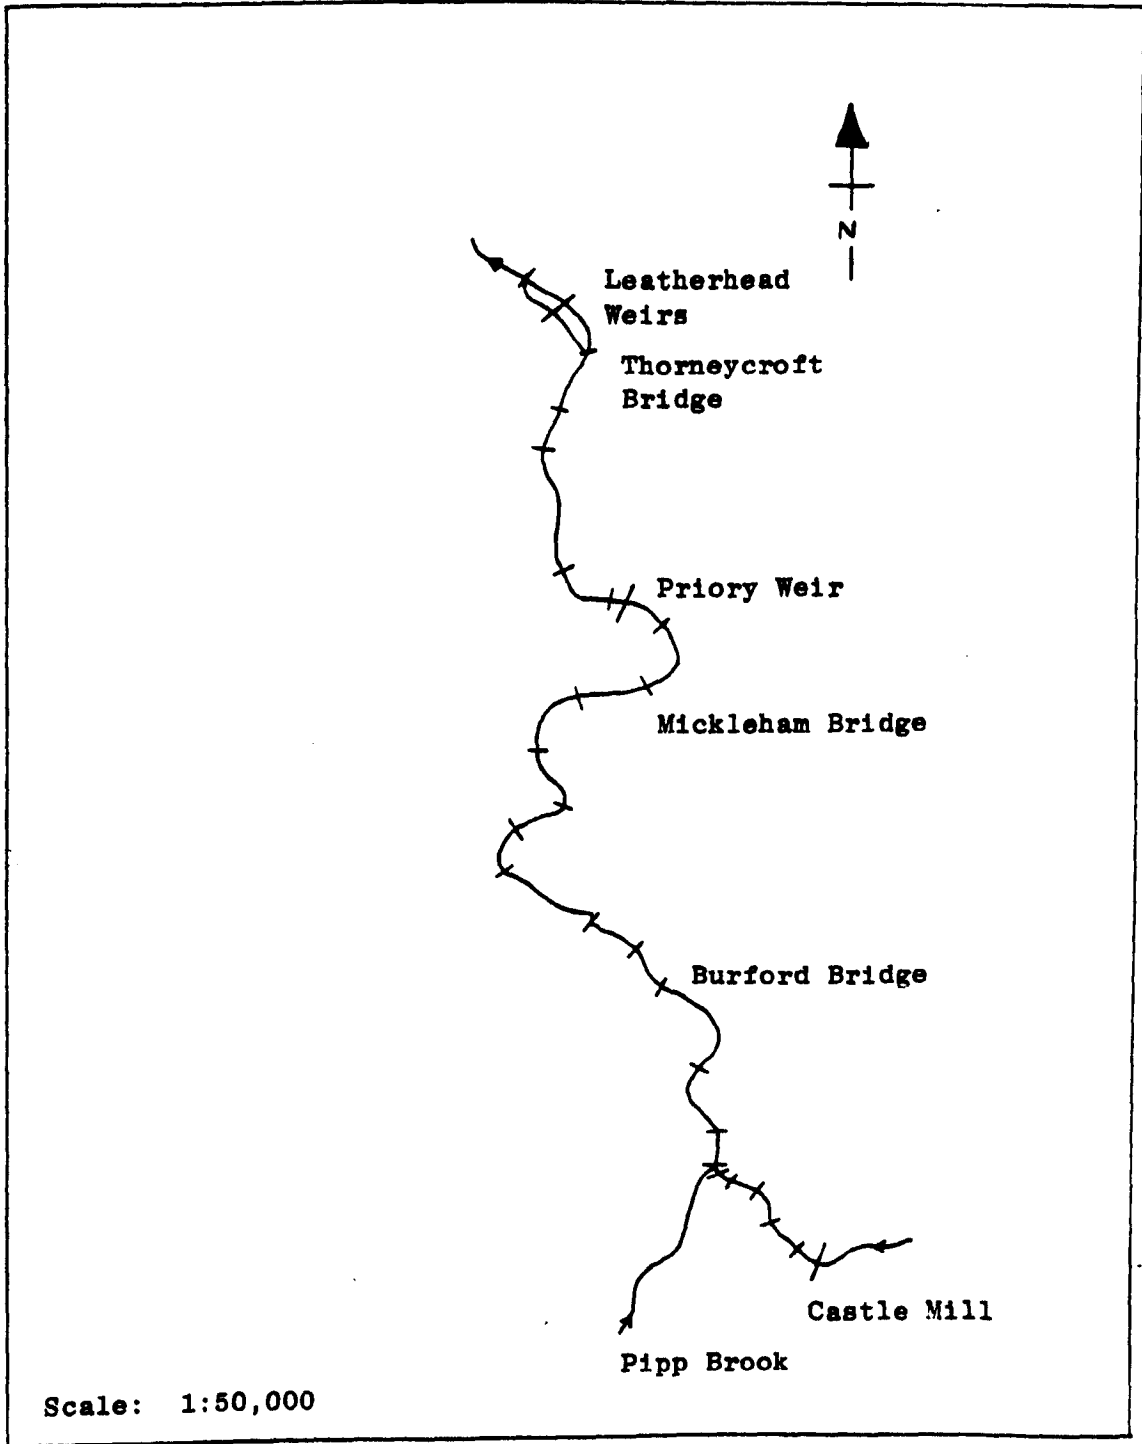 N
Leatherhead
Weirs
Thorneycroft
Bridge
Priory Weir
Mickleham Bridge
Burford Bridge
Castle Mill
Pipp Brook
Scale: 1:50,000